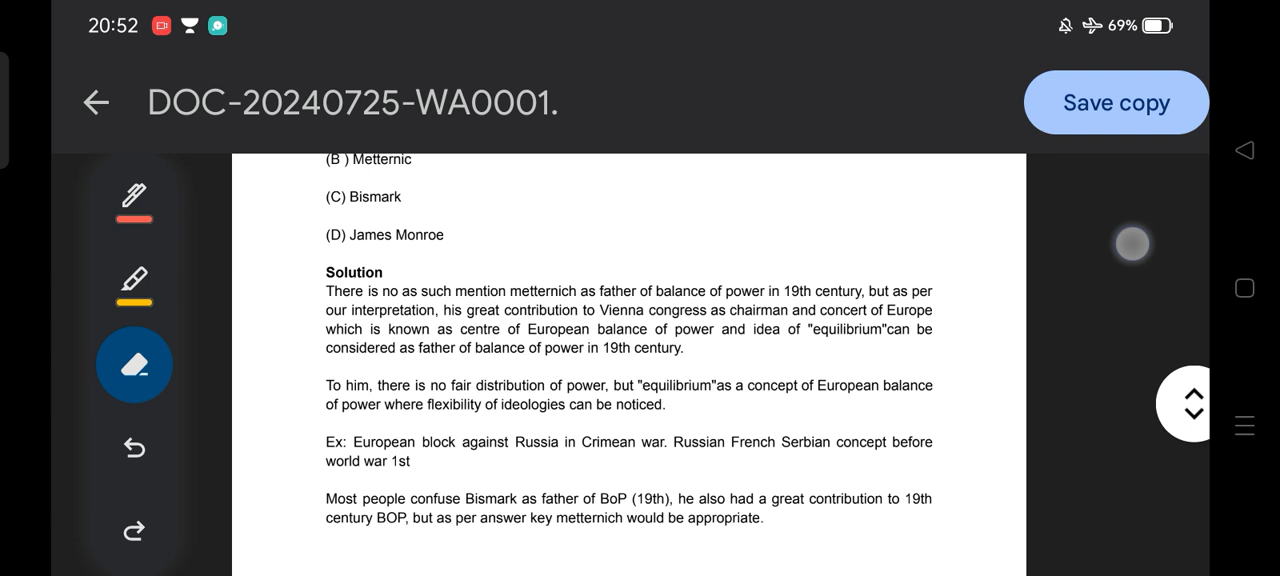 20:52
69%
DOC-20240725-WA0001.
Save copy
(B ) Metternic
(C) Bismark
(D) James Monroe
Solution
There is no as such mention metternich as father of balance of power in 19th century, but as per
our interpretation, his great contribution to Vienna congress as chairman and concert of Europe
which is known as centre of European balance of power and idea of "equilibrium"can be
considered as father of balance of power in 19th century.
To him, there is no fair distribution of power, but "equilibrium"as a concept of European balance
of power where flexibility of ideologies can be noticed.
Ex: European block against Russia in Crimean war. Russian French Serbian concept before
world war 1st
Most people confuse Bismark as father of BoP (19th), he also had a great contribution to 19th
century BOP, but as per answer key metternich would be appropriate.